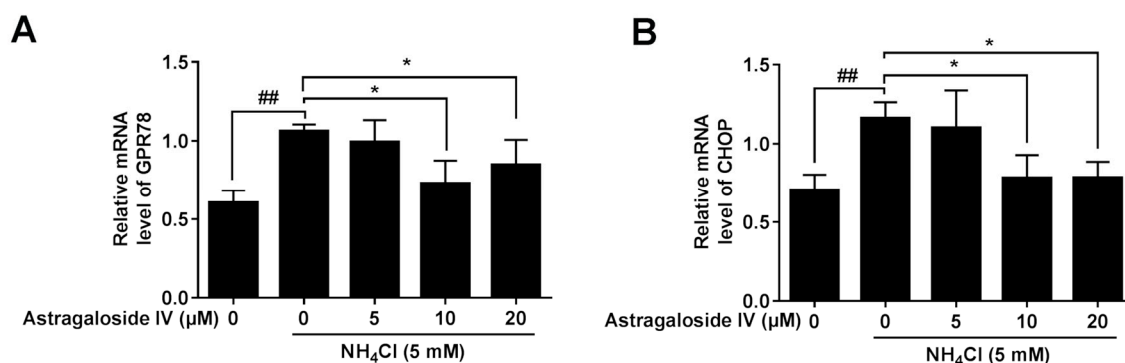 A
Relative mRNA
level of GPR78
1.5
1.0
0.5
0.0
##
*
*
Astragaloside IV (µM) 0 0 5 10 20
NH₄Cl (5 mM)
B
Relative mRNA
level of CHOP
1.5
1.0
0.5
0.0
##
*
*
Astragaloside IV (µM) 0 0 5 10 20
NH₄Cl (5 mM)